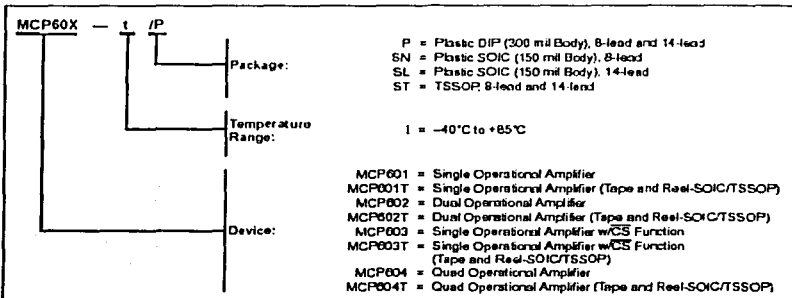 MCP60X — t /P
Package:
P = Plastic DIP (300 mil Body), 8-lead and 14-lead
SN = Plastic SOIC (150 mil Body), 8-lead
SL = Plastic SOIC (150 mil Body), 14-lead
ST = TSSOP, 8-lead and 14-lead
Temperature
Range:
I = –40°C to +85°C
Device:
MCP601 = Single Operational Amplifier
MCP601T = Single Operational Amplifier (Tape and Reel-SOIC/TSSOP)
MCP602 = Dual Operational Amplifier
MCP602T = Dual Operational Amplifier (Tape and Reel-SOIC/TSSOP)
MCP603 = Single Operational Amplifier w/CS Function
MCP603T = Single Operational Amplifier w/CS Function
(Tape and Reel-SOIC/TSSOP)
MCP604 = Quad Operational Amplifier
MCP604T = Quad Operational Amplifier (Tape and Reel-SOIC/TSSOP)